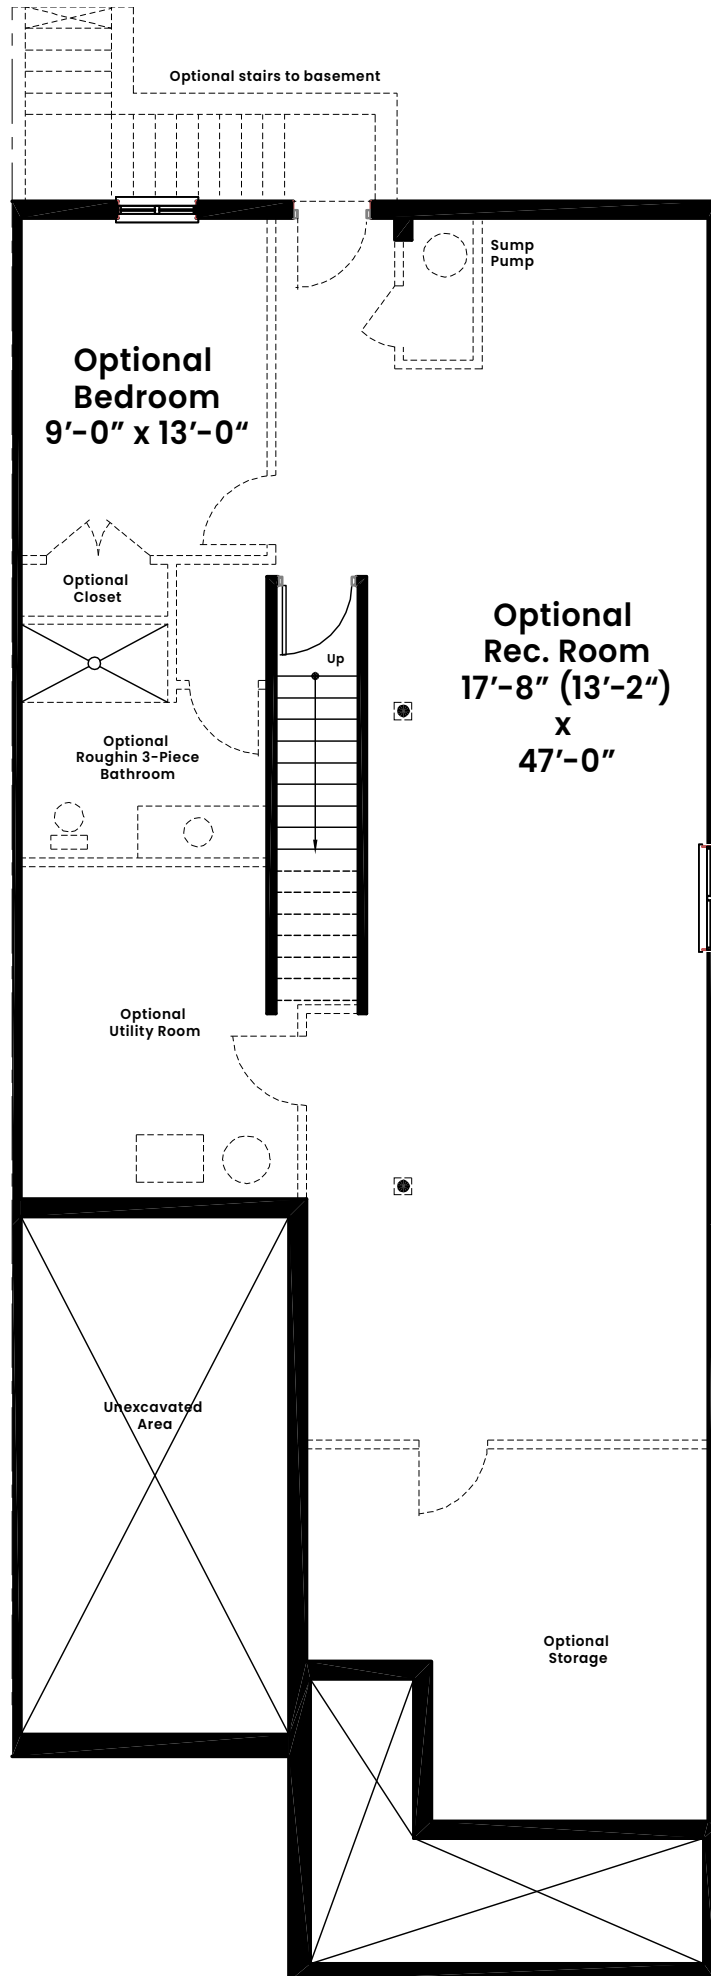 Optional stairs to basement
Sump
Pump
Optional
Bedroom
9’-0” x 13’-0“
Optional
Closet
Optional
Rec. Room
17’-8” (13’-2“)
x
47’-0”
Up
Optional
Roughin 3-Piece
Bathroom
Optional
Utility Room
Unexcavated
Area
Optional
Storage